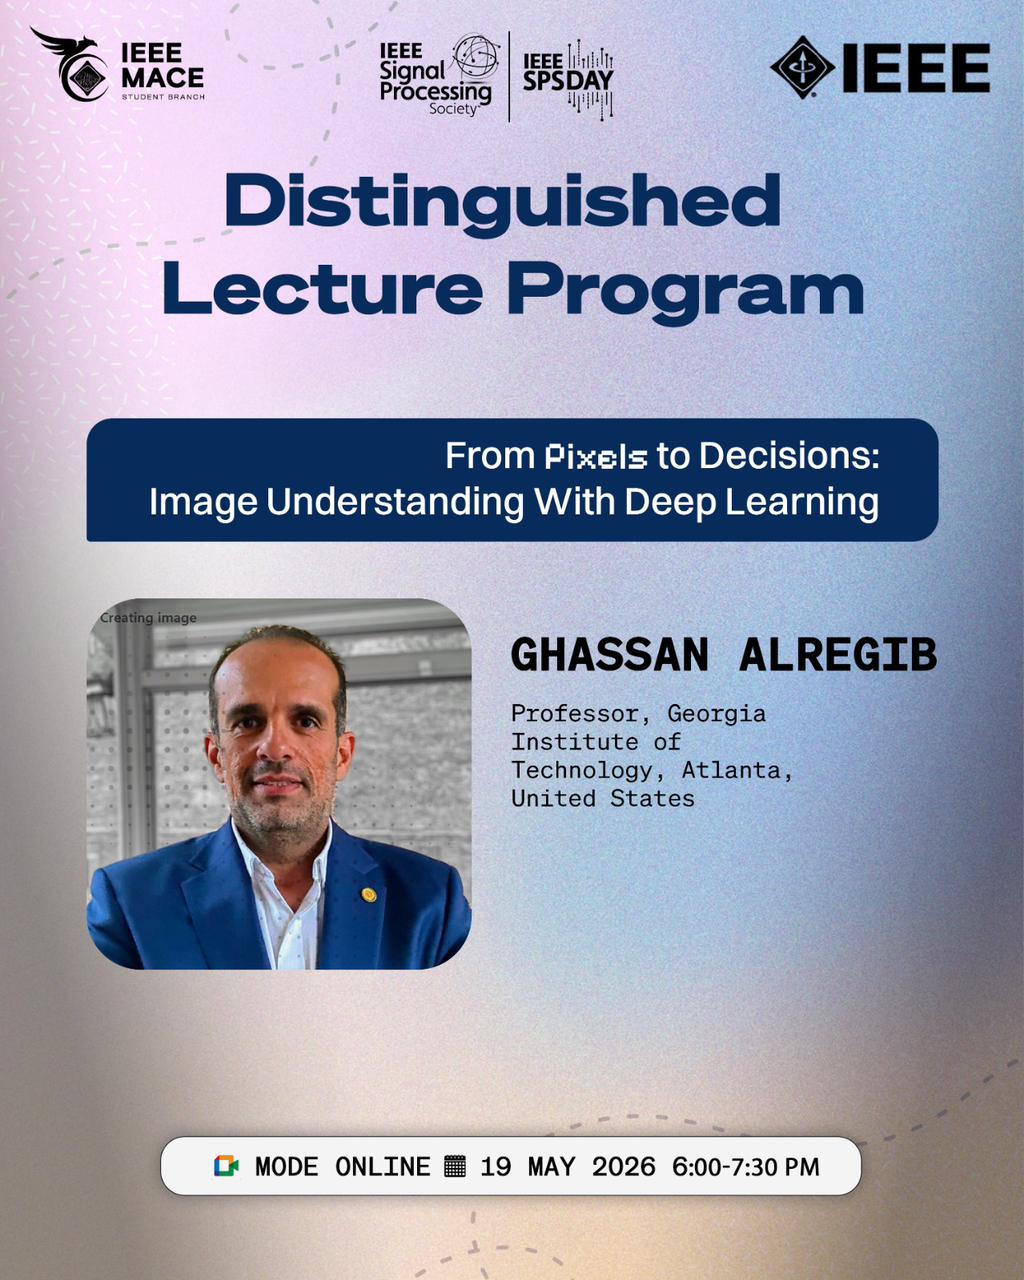 IEEE
MACE
STUDENT BRANCH
IEEE
Signal
Processing
Society
IEEE
SPSDAY
IEEE
Distinguished
Lecture Program
From Pixels to Decisions:
Image Understanding With Deep Learning
Creating image
GHASSAN ALREGIB
Professor, Georgia
Institute of
Technology, Atlanta,
United States
MODE ONLINE 19 MAY 2026 6:00-7:30 PM